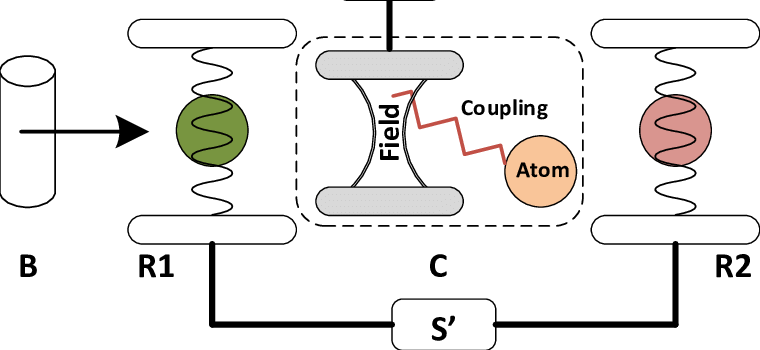 Coupling
Field
Atom
B
R1
C
R2
S’